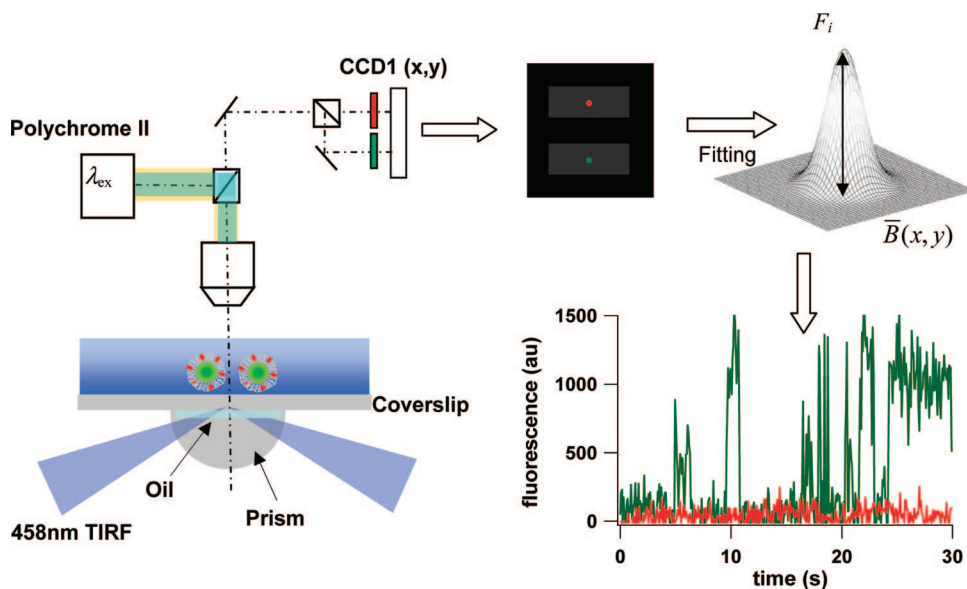 CCD1 (x,y)
Polychrome II
λex
Coverslip
Oil
Prism
458nm TIRF
Fitting
Fi
B̅(x, y)
fluorescence (au)
1500
1000
500
0
0
10
20
30
time (s)